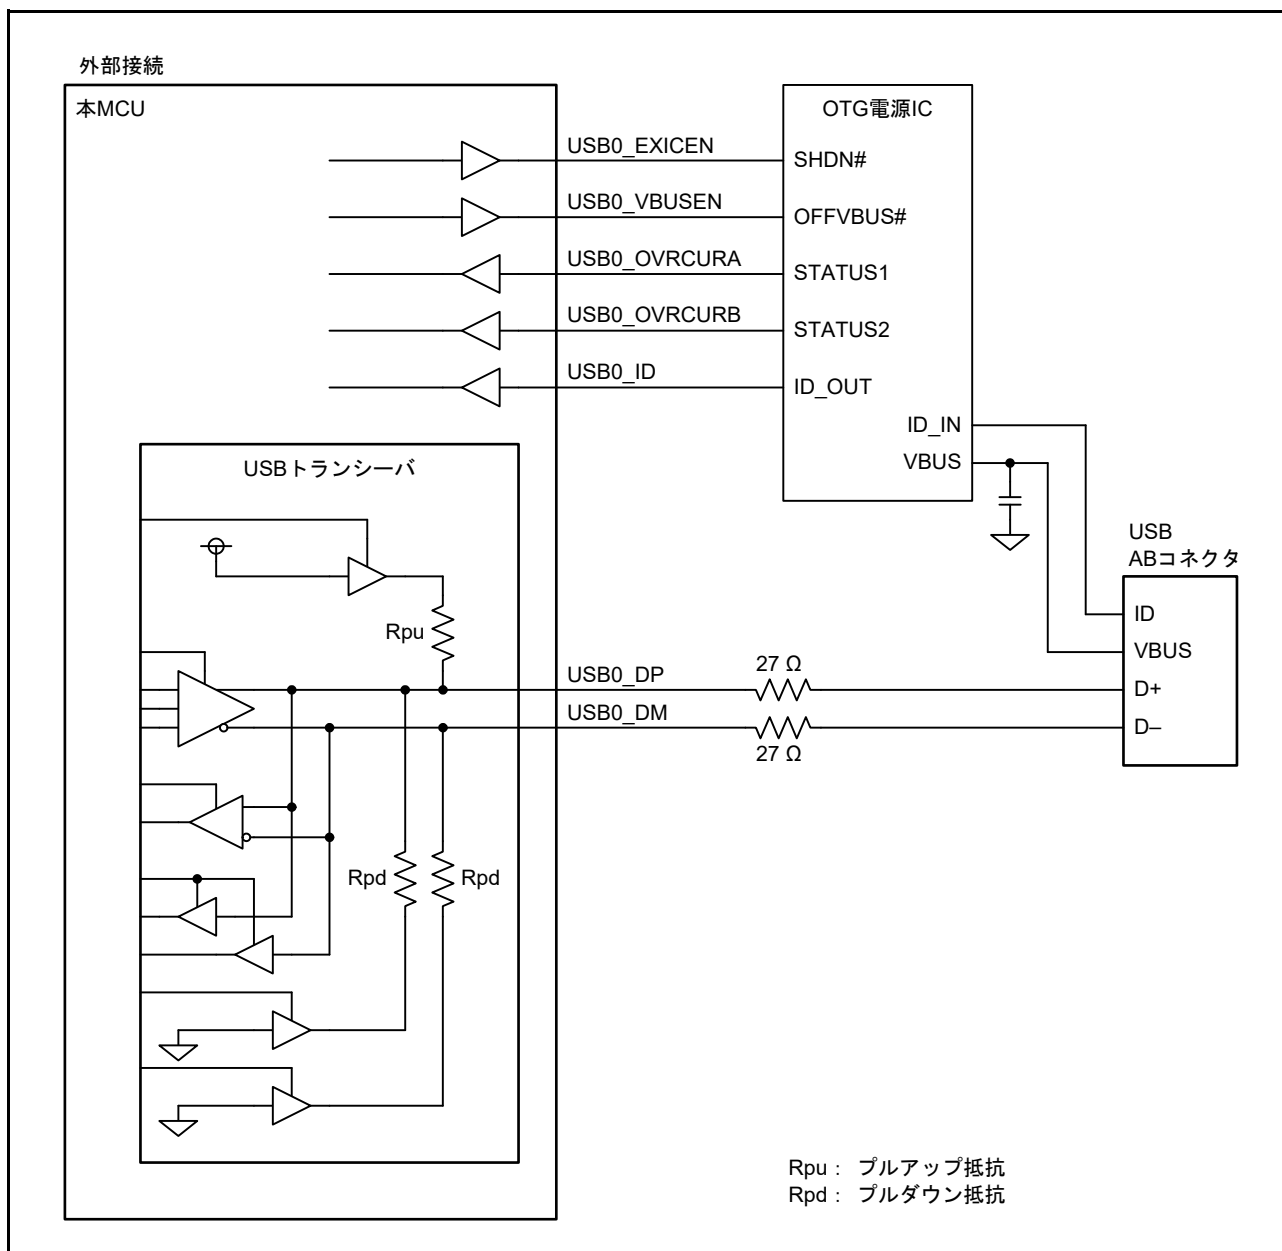 外部接続
本MCU
OTG電源IC
USB0_EXICEN
SHDN#
USB0_VBUSEN
OFFVBUS#
USB0_OVRCURA
STATUS1
USB0_OVRCURB
STATUS2
USB0_ID
ID_OUT
ID_IN
VBUS
USBトランシーバ
USB
ABコネクタ
ID
VBUS
D+
D–
Rpu
USB0_DP
27 Ω
USB0_DM
27 Ω
Rpd
Rpd
Rpu : プルアップ抵抗
Rpd : プルダウン抵抗